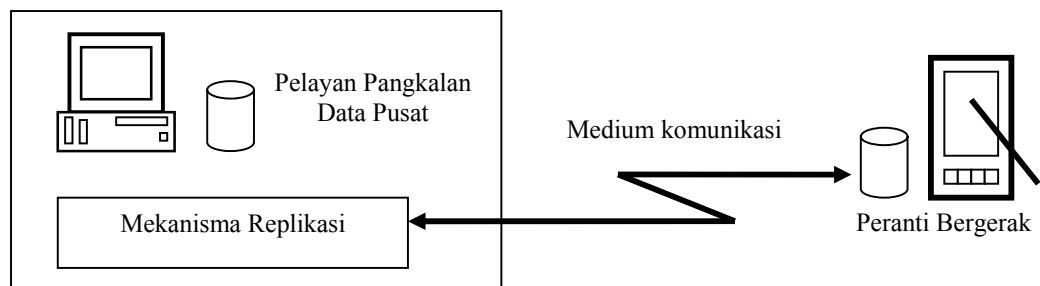 Pelayan Pangkalan
Data Pusat
Medium komunikasi
Mekanisma Replikasi
Peranti Bergerak